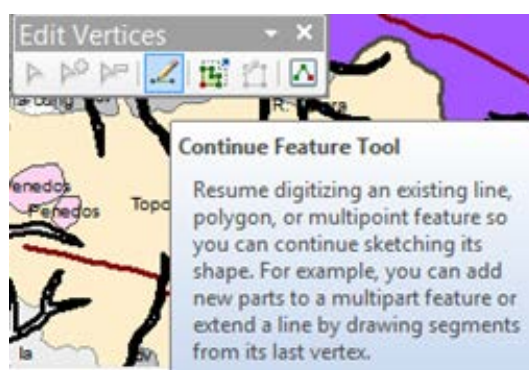 Edit Vertices
Continue Feature Tool
Resume digitizing an existing line,
polygon, or multipoint feature so
you can continue sketching its
shape. For example, you can add
new parts to a multipart feature or
extend a line by drawing segments
from its last vertex.
R.
enedos
Penedos
Topo
la